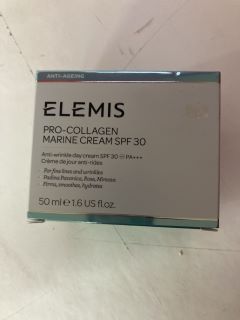 ANTI-AGEING
ELEMIS
PRO-COLLAGEN
MARINE CREAM SPF 30
Anti-wrinkle day cream SPF 30 PA+++
Crème de jour anti-rides
· For fine lines and wrinkles
· Padina Pavonica, Rose, Mimosa
· Firms, smoothes, hydrates
50 ml ℮ 1.6 US fl.oz.